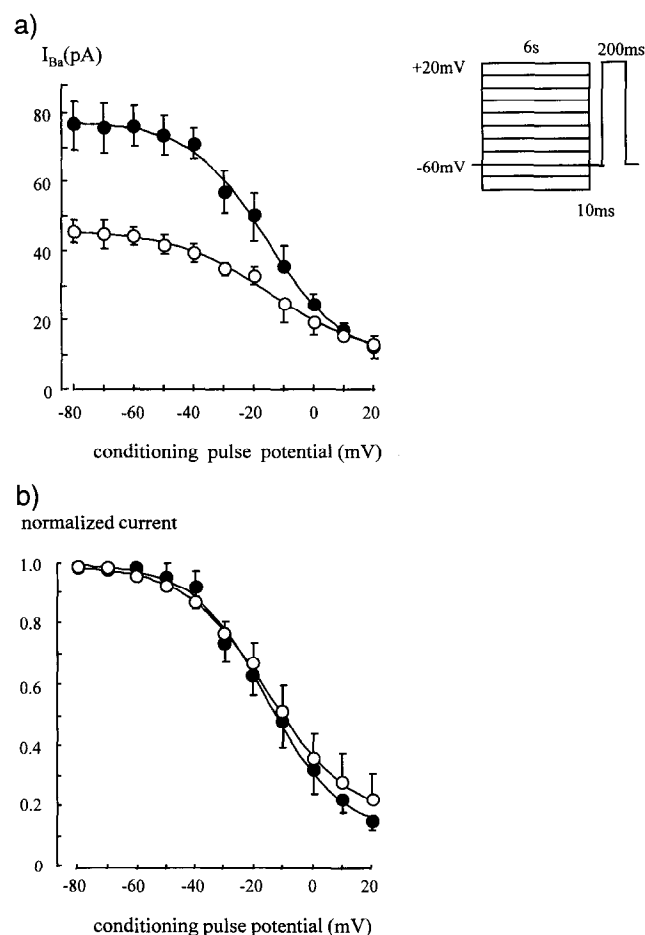 a)
I_Ba(pA)
80
60
40
20
0
-80 -60 -40 -20 0 20
conditioning pulse potential (mV)
6s 200ms
+20mV
-60mV
10ms
b)
normalized current
1.0
0.8
0.6
0.4
0.2
0
-80 -60 -40 -20 0 20
conditioning pulse potential (mV)